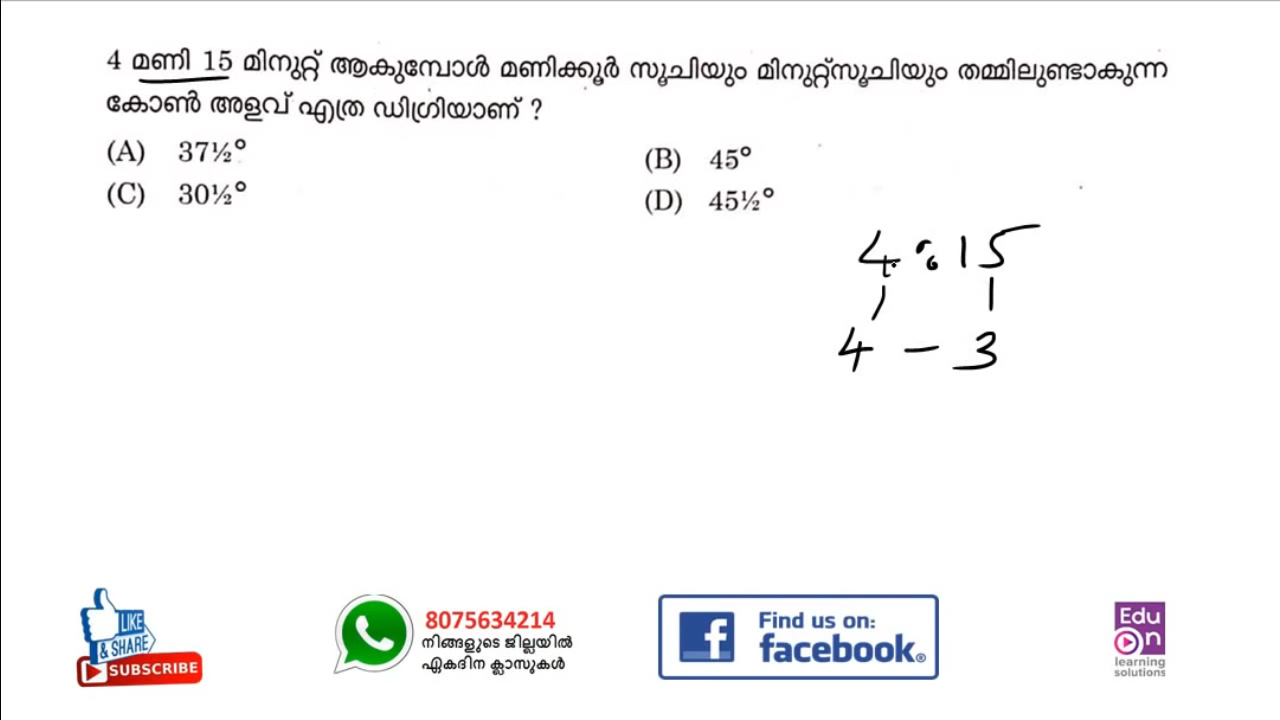 4 മണി 15 മിനുറ്റ് ആകുമ്പോൾ മണിക്കൂർ സൂചിയും മിനുറ്റ്സൂചിയും തമ്മിലുണ്ടാകുന്ന
കോൺ അളവ് എത്ര ഡിഗ്രിയാണ് ?
(A) 37½° (B) 45°
(C) 30½° (D) 45½°
4 : 15
4 – 3
LIKE
& SHARE
SUBSCRIBE
8075634214
നിങ്ങളുടെ ജില്ലയിൽ
ഏകദിന ക്ലാസുകൾ
Find us on:
facebook®
Edu
On
learning
solutions